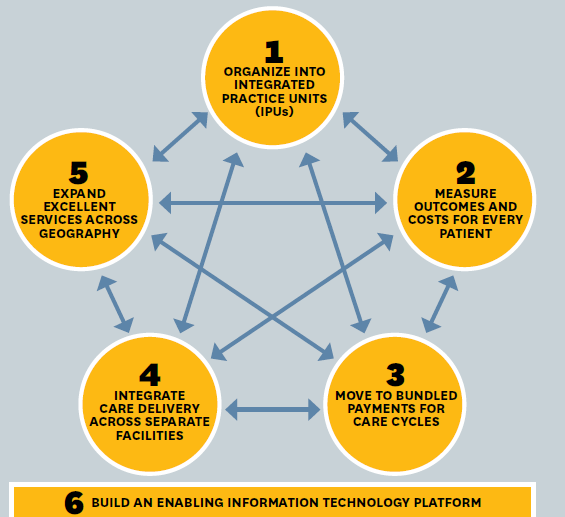 1
ORGANIZE INTO
INTEGRATED
PRACTICE UNITS
(IPUs)
2
MEASURE
OUTCOMES AND
COSTS FOR EVERY
PATIENT
3
MOVE TO BUNDLED
PAYMENTS FOR
CARE CYCLES
4
INTEGRATE
CARE DELIVERY
ACROSS SEPARATE
FACILITIES
5
EXPAND
EXCELLENT
SERVICES ACROSS
GEOGRAPHY
6 BUILD AN ENABLING INFORMATION TECHNOLOGY PLATFORM